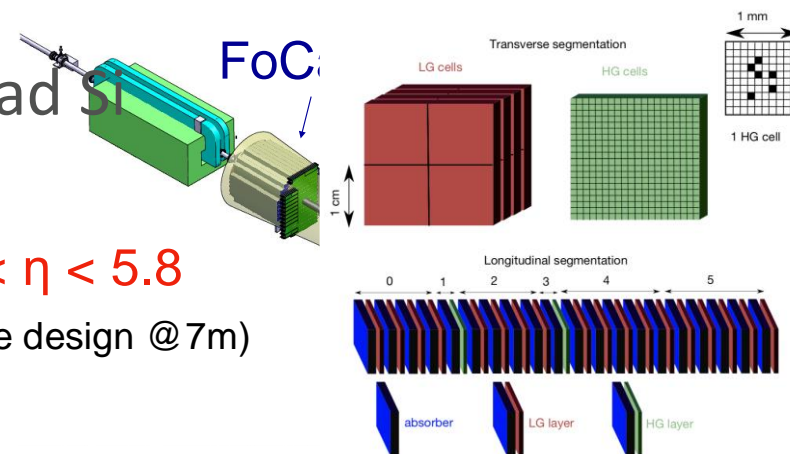 FoCa
ad Si
< η < 5.8
e design @7m)
Transverse segmentation
LG cells
HG cells
1 mm
1 HG cell
1 cm
Longitudinal segmentation
0 1 2 3 4 5
absorber
LG layer
HG layer